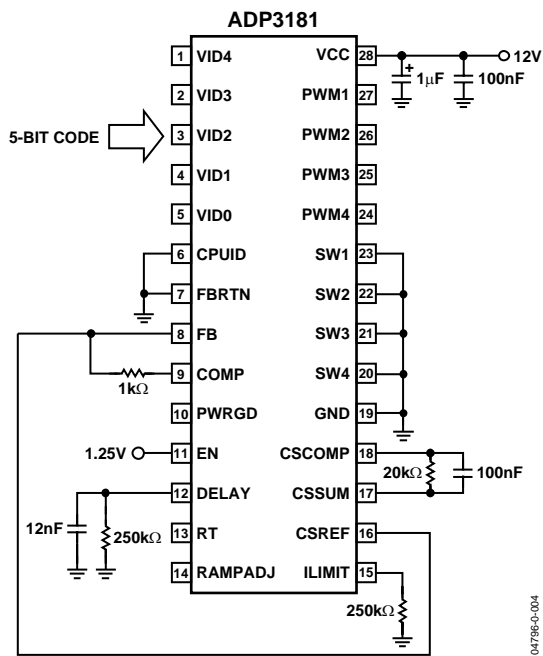 ADP3181
1 VID4 VCC 28 12V
1µF 100nF
2 VID3 PWM1 27
5-BIT CODE 3 VID2 PWM2 26
4 VID1 PWM3 25
5 VID0 PWM4 24
6 CPUID SW1 23
7 FBRTN SW2 22
8 FB SW3 21
9 COMP SW4 20
1kΩ
10 PWRGD GND 19
1.25V 11 EN CSCOMP 18
20kΩ 100nF
12 DELAY CSSUM 17
12nF 250kΩ 13 RT CSREF 16
14 RAMPADJ ILIMIT 15
250kΩ
04796-0-004